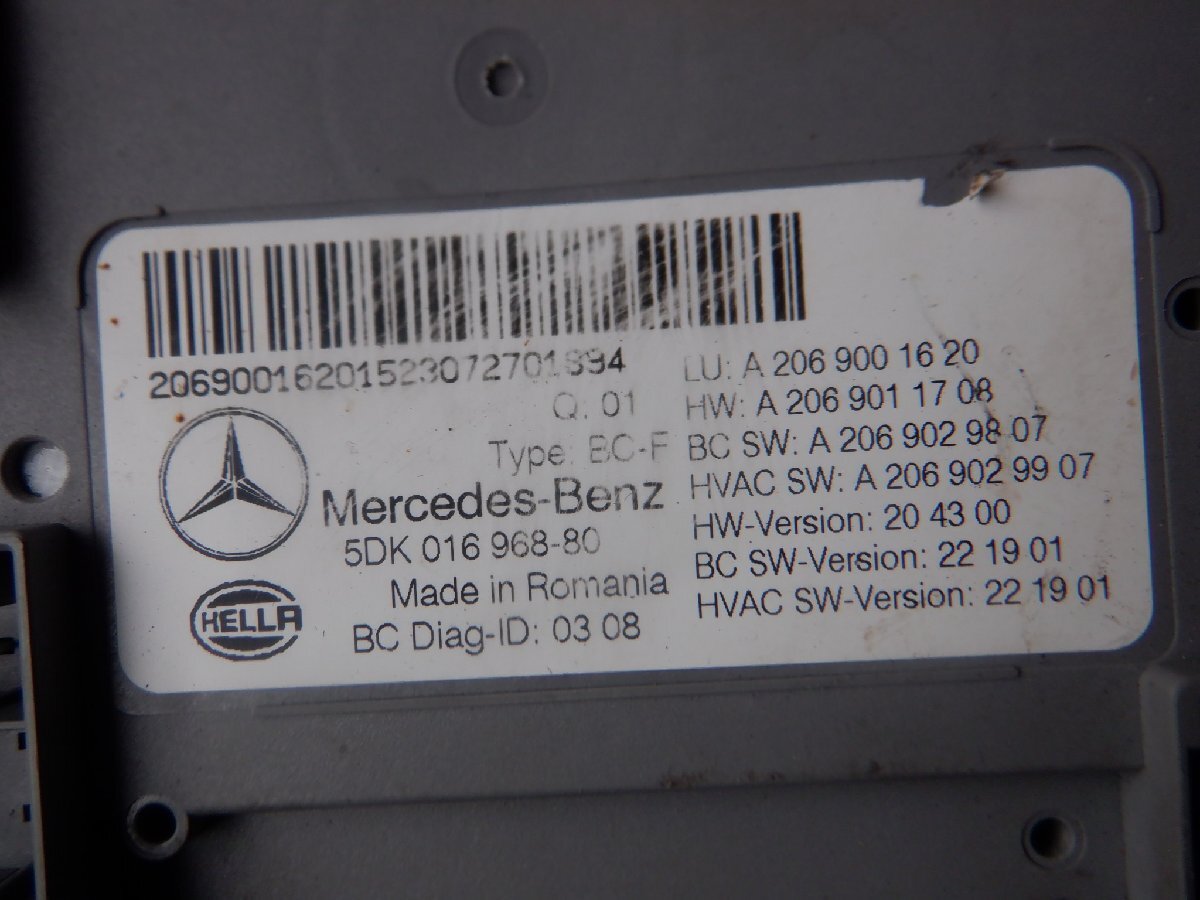 20690016201523072701894
Q: 01
Type: BC-F
Mercedes-Benz
5DK 016 968-80
Made in Romania
BC Diag-ID: 03 08
HELLA
LU: A 206 900 16 20
HW: A 206 901 17 08
BC SW: A 206 902 98 07
HVAC SW: A 206 902 99 07
HW-Version: 20 43 00
BC SW-Version: 22 19 01
HVAC SW-Version: 22 19 01